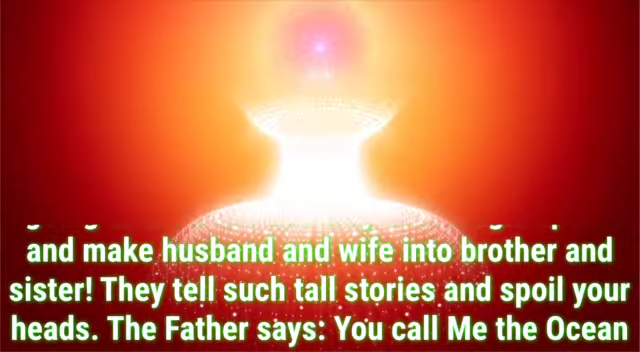 and make husband and wife into brother and
sister! They tell such tall stories and spoil your
heads. The Father says: You call Me the Ocean